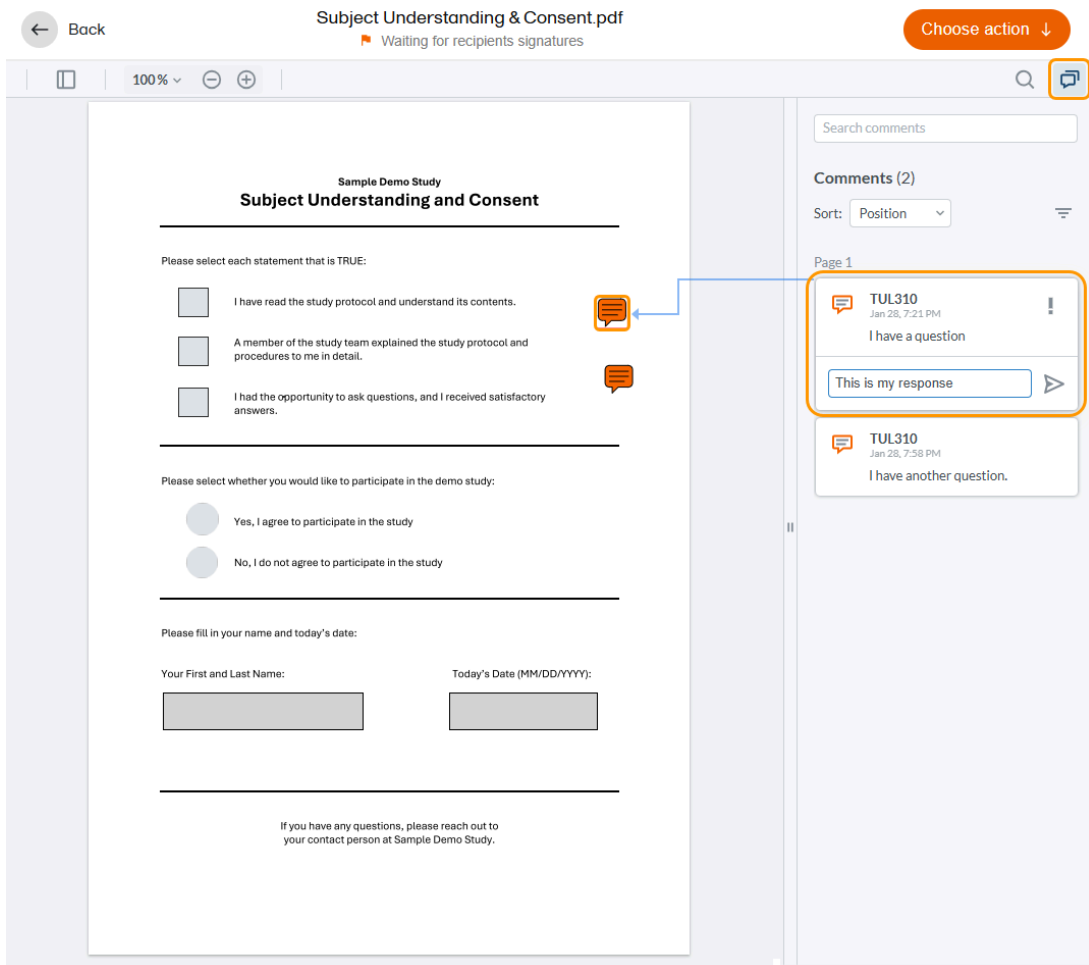 Back
Subject Understanding & Consent.pdf
Waiting for recipients signatures
Choose action ↓
100%
Search comments
Comments (2)
Sort: Position
Page 1
TUL310
Jan 28, 7:21 PM
I have a question
This is my response
TUL310
Jan 28, 7:58 PM
I have another question.
Sample Demo Study
Subject Understanding and Consent
Please select each statement that is TRUE:
I have read the study protocol and understand its contents.
A member of the study team explained the study protocol and
procedures to me in detail.
I had the opportunity to ask questions, and I received satisfactory
answers.
Please select whether you would like to participate in the demo study:
Yes, I agree to participate in the study
No, I do not agree to participate in the study
Please fill in your name and today's date:
Your First and Last Name:
Today's Date (MM/DD/YYYY):
If you have any questions, please reach out to
your contact person at Sample Demo Study.